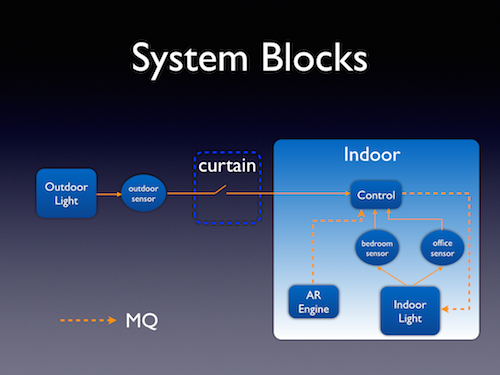 System Blocks
Indoor
curtain
Outdoor
Light
outdoor
sensor
Control
bedroom
sensor
office
sensor
AR
Engine
Indoor
Light
MQ